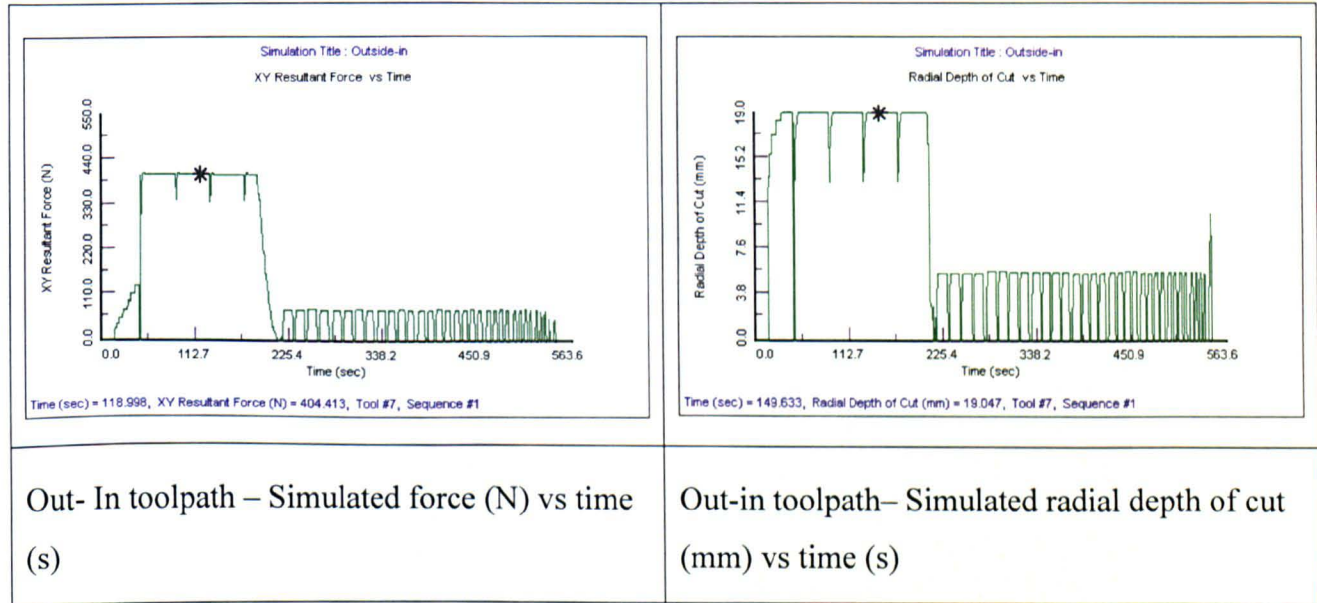 Simulation Title : Outside-in
XY Resultant Force vs Time
XY Resultant Force (N)
550.0
440.0
330.0
220.0
110.0
0.0
0.0 112.7 225.4 338.2 450.9 563.6
Time (sec)
Time (sec) = 118.998, XY Resultant Force (N) = 404.413, Tool #7, Sequence #1
Simulation Title : Outside-in
Radial Depth of Cut vs Time
Radial Depth of Cut (mm)
19.0
15.2
11.4
7.6
3.8
0.0
0.0 112.7 225.4 338.2 450.9 563.6
Time (sec)
Time (sec) = 149.633, Radial Depth of Cut (mm) = 19.047, Tool #7, Sequence #1
Out- In toolpath – Simulated force (N) vs time
(s)
Out-in toolpath– Simulated radial depth of cut
(mm) vs time (s)